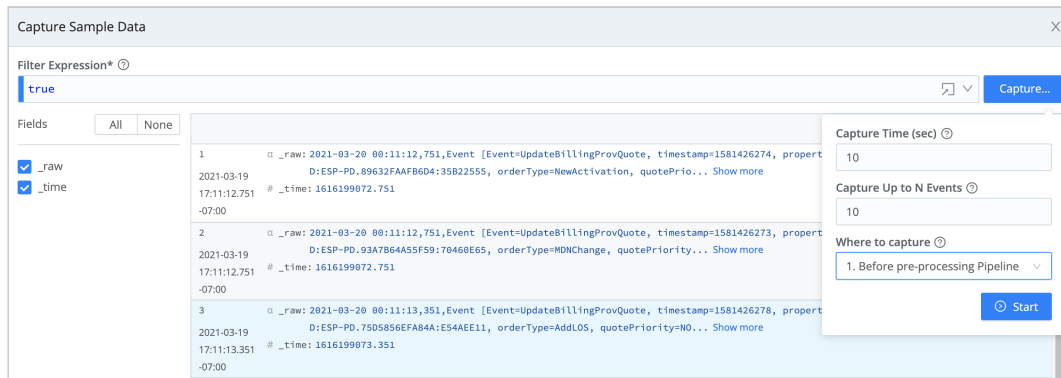 Capture Sample Data
Filter Expression*
true
Capture...
Fields
All
None
_raw
_time
1
2021-03-19
17:11:12.751
-07:00
α _raw: 2021-03-20 00:11:12,751,Event [Event=UpdateBillingProvQuote, timestamp=1581426274, propert
D:ESP-PD.89632FAAFB6D4:35B22555, orderType=NewActivation, quotePrio... Show more
# _time: 1616199072.751
2
2021-03-19
17:11:12.751
-07:00
α _raw: 2021-03-20 00:11:12,751,Event [Event=UpdateBillingProvQuote, timestamp=1581426273, propert
D:ESP-PD.93A7B64A55F59:70460E65, orderType=MDNChange, quotePriority... Show more
# _time: 1616199072.751
3
2021-03-19
17:11:13.351
-07:00
α _raw: 2021-03-20 00:11:13,351,Event [Event=UpdateBillingProvQuote, timestamp=1581426278, propert
D:ESP-PD.75D5856EFA84A:E54AEE11, orderType=AddLOS, quotePriority=NO... Show more
# _time: 1616199073.351
Capture Time (sec)
10
Capture Up to N Events
10
Where to capture
1. Before pre-processing Pipeline
Start